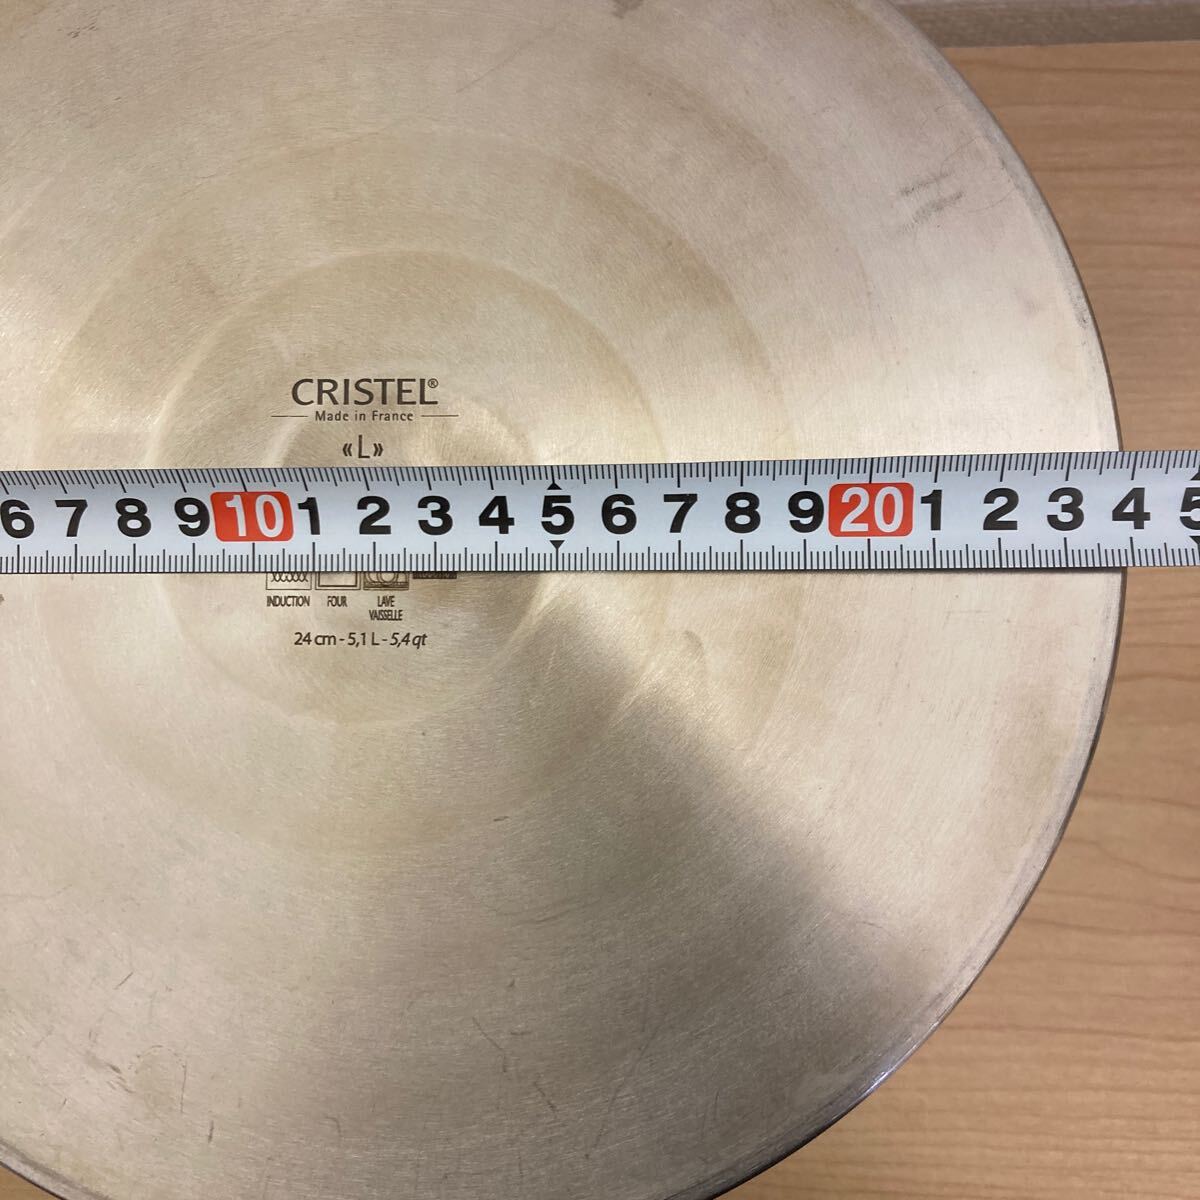 CRISTEL®
Made in France
«L»
6 7 8 9 10 1 2 3 4 5 6 7 8 9 20 1 2 3 4 5
INDUCTION FOUR LAVE VAISSELLE
24 cm - 5,1 L - 5,4 qt